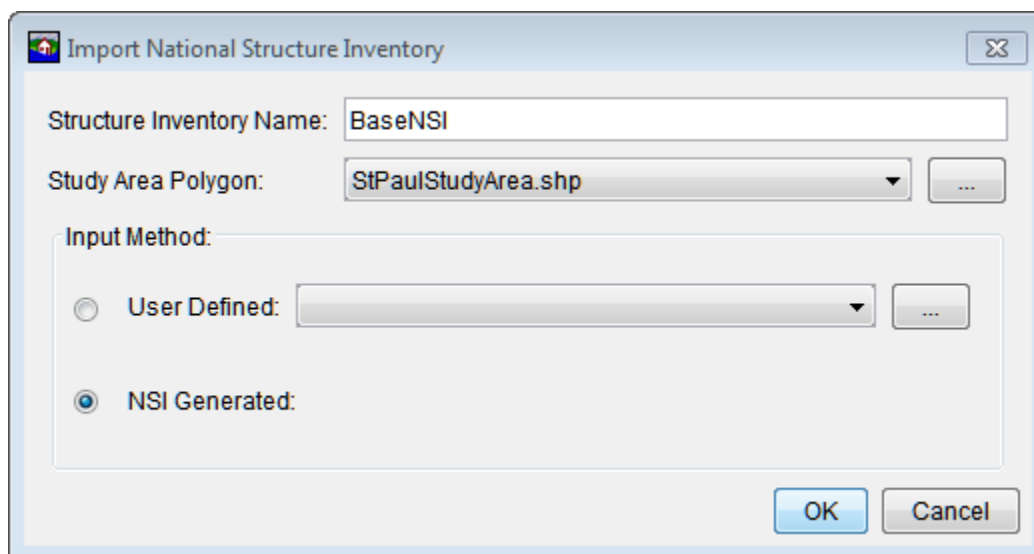 Import National Structure Inventory
Structure Inventory Name: BaseNSI
Study Area Polygon: StPaulStudyArea.shp ...
Input Method:
User Defined: ...
NSI Generated:
OK Cancel